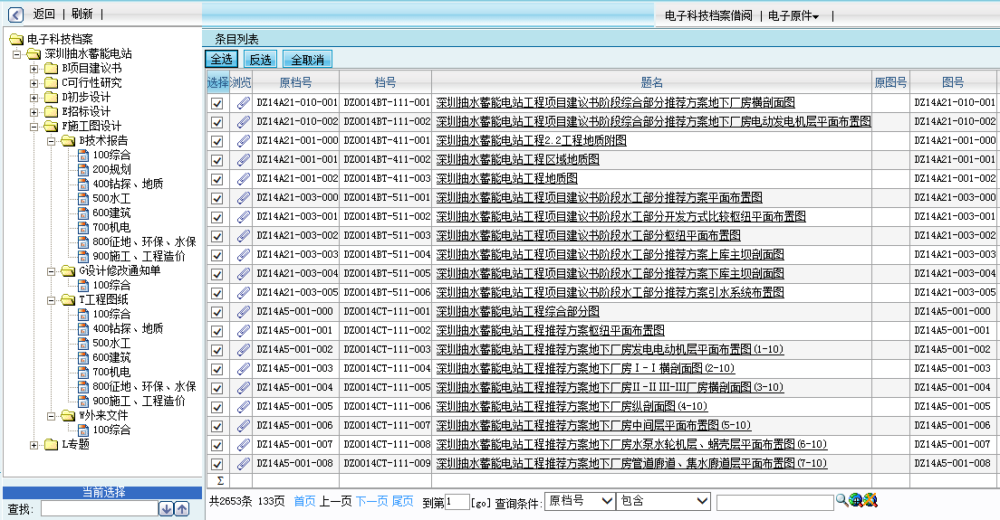 返回 | 刷新 |
电子科技档案借阅 | 电子原件 |
电子科技档案
深圳抽水蓄能电站
B项目建议书
C可行性研究
D初步设计
E招标设计
F施工图设计
B技术报告
100综合
200规划
400钻探、地质
500水工
600建筑
700机电
800征地、环保、水保
900施工、工程造价
G设计修改通知单
100综合
T工程图纸
100综合
400钻探、地质
500水工
600建筑
700机电
800征地、环保、水保
900施工、工程造价
W外来文件
100综合
L专题
当前选择
查找:
条目列表
全选 反选 全取消
选择 浏览 原档号 档号 题名 原图号 图号
DZ14A21-010-001 DZ0014BT-111-001 深圳抽水蓄能电站工程项目建议书阶段综合部分推荐方案地下厂房横剖面图 DZ14A21-010-001
DZ14A21-010-002 DZ0014BT-111-002 深圳抽水蓄能电站工程项目建议书阶段综合部分推荐方案地下厂房电动发电机层平面布置图 DZ14A21-010-002
DZ14A21-001-000 DZ0014BT-411-001 深圳抽水蓄能电站工程2.2工程地质附图 DZ14A21-001-000
DZ14A21-001-001 DZ0014BT-411-002 深圳抽水蓄能电站工程区域地质图 DZ14A21-001-001
DZ14A21-001-002 DZ0014BT-411-003 深圳抽水蓄能电站工程地质图 DZ14A21-001-002
DZ14A21-003-000 DZ0014BT-511-001 深圳抽水蓄能电站工程项目建议书阶段水工部分推荐方案平面布置图 DZ14A21-003-000
DZ14A21-003-001 DZ0014BT-511-002 深圳抽水蓄能电站工程项目建议书阶段水工部分开发方式比较枢纽平面布置图 DZ14A21-003-001
DZ14A21-003-002 DZ0014BT-511-003 深圳抽水蓄能电站工程项目建议书阶段水工部分枢纽平面布置图 DZ14A21-003-002
DZ14A21-003-003 DZ0014BT-511-004 深圳抽水蓄能电站工程项目建议书阶段水工部分推荐方案上库主坝剖面图 DZ14A21-003-003
DZ14A21-003-004 DZ0014BT-511-005 深圳抽水蓄能电站工程项目建议书阶段水工部分推荐方案下库主坝剖面图 DZ14A21-003-004
DZ14A21-003-005 DZ0014BT-511-006 深圳抽水蓄能电站工程项目建议书阶段水工部分推荐方案引水系统布置图 DZ14A21-003-005
DZ14A5-001-000 DZ0014CT-111-001 深圳抽水蓄能电站工程综合部分图 DZ14A5-001-000
DZ14A5-001-001 DZ0014CT-111-002 深圳抽水蓄能电站工程推荐方案枢纽平面布置图 DZ14A5-001-001
DZ14A5-001-002 DZ0014CT-111-003 深圳抽水蓄能电站工程推荐方案地下厂房发电电动机层平面布置图(1-10) DZ14A5-001-002
DZ14A5-001-003 DZ0014CT-111-004 深圳抽水蓄能电站工程推荐方案地下厂房Ⅰ-Ⅰ横剖面图(2-10) DZ14A5-001-003
DZ14A5-001-004 DZ0014CT-111-005 深圳抽水蓄能电站工程推荐方案地下厂房II-II III-III厂房横剖面图(3-10) DZ14A5-001-004
DZ14A5-001-005 DZ0014CT-111-006 深圳抽水蓄能电站工程推荐方案地下厂房纵剖面图(4-10) DZ14A5-001-005
DZ14A5-001-006 DZ0014CT-111-007 深圳抽水蓄能电站工程推荐方案地下厂房中间层平面布置图(5-10) DZ14A5-001-006
DZ14A5-001-007 DZ0014CT-111-008 深圳抽水蓄能电站工程推荐方案地下厂房水泵水轮机层、蜗壳层平面布置图(6-10) DZ14A5-001-007
DZ14A5-001-008 DZ0014CT-111-009 深圳抽水蓄能电站工程推荐方案地下厂房管道廊道、集水廊道层平面布置图(7-10) DZ14A5-001-008
Σ
共2653条 133页 首页 上一页 下一页 尾页 到第1 [go] 查询条件: 原档号 包含